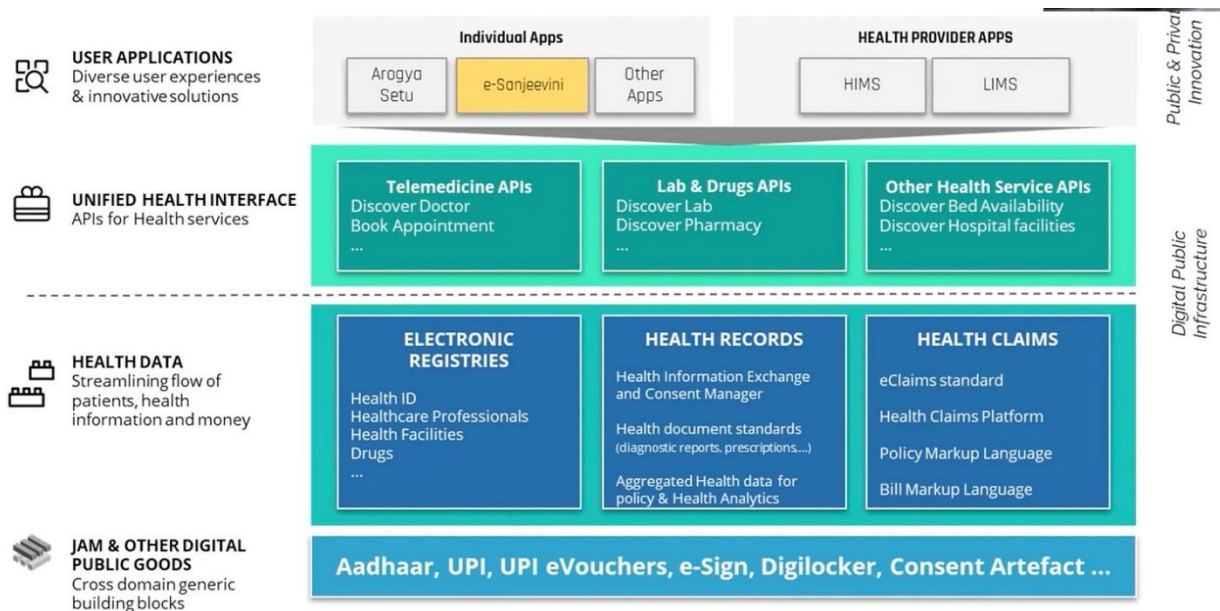 USER APPLICATIONS
Diverse user experiences
& innovative solutions
Individual Apps
Arogya
Setu
e-Sanjeevini
Other
Apps
HEALTH PROVIDER APPS
HIMS
LIMS
Public & Privat
Innovation
UNIFIED HEALTH INTERFACE
APIs for Health services
Telemedicine APIs
Discover Doctor
Book Appointment
...
Lab & Drugs APIs
Discover Lab
Discover Pharmacy
...
Other Health Service APIs
Discover Bed Availability
Discover Hospital facilities
...
Digital Public
Infrastructure
HEALTH DATA
Streamlining flow of
patients, health
information and money
ELECTRONIC
REGISTRIES
Health ID
Healthcare Professionals
Health Facilities
Drugs
...
HEALTH RECORDS
Health Information Exchange
and Consent Manager
Health document standards
(diagnostic reports, prescriptions,...)
Aggregated Health data for
policy & Health Analytics
HEALTH CLAIMS
eClaims standard
Health Claims Platform
Policy Markup Language
Bill Markup Language
JAM & OTHER DIGITAL
PUBLIC GOODS
Cross domain generic
building blocks
Aadhaar, UPI, UPI eVouchers, e-Sign, Digilocker, Consent Artefact ...